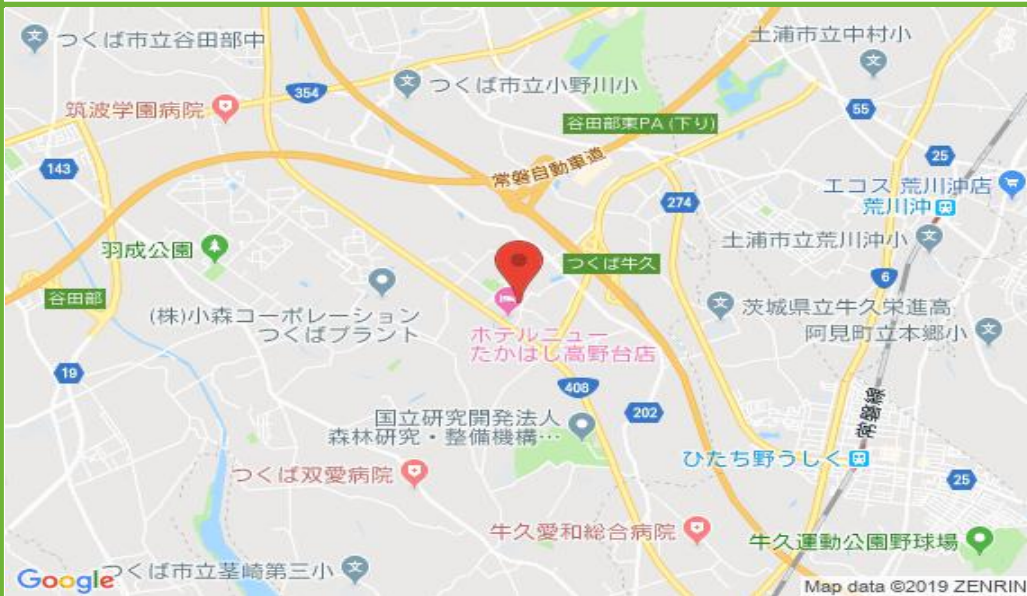 つくば市立谷田部中
土浦市立中村小
つくば市立小野川小
354
筑波学園病院
55
谷田部東PA (下り)
143
25
常磐自動車道
エコス 荒川沖店
274
荒川沖
羽成公園
土浦市立荒川沖小
つくば牛久
6
谷田部
(株)小森コーポレーション
つくばプラント
茨城県立牛久栄進高
ホテルニュー
たかはし高野台店
阿見町立本郷小
19
408
常磐線
国立研究開発法人
森林研究・整備機構…
202
ひたち野うしく
つくば双愛病院
25
牛久愛和総合病院
牛久運動公園野球場
つくば市立茎崎第三小
Google
Map data ©2019 ZENRIN